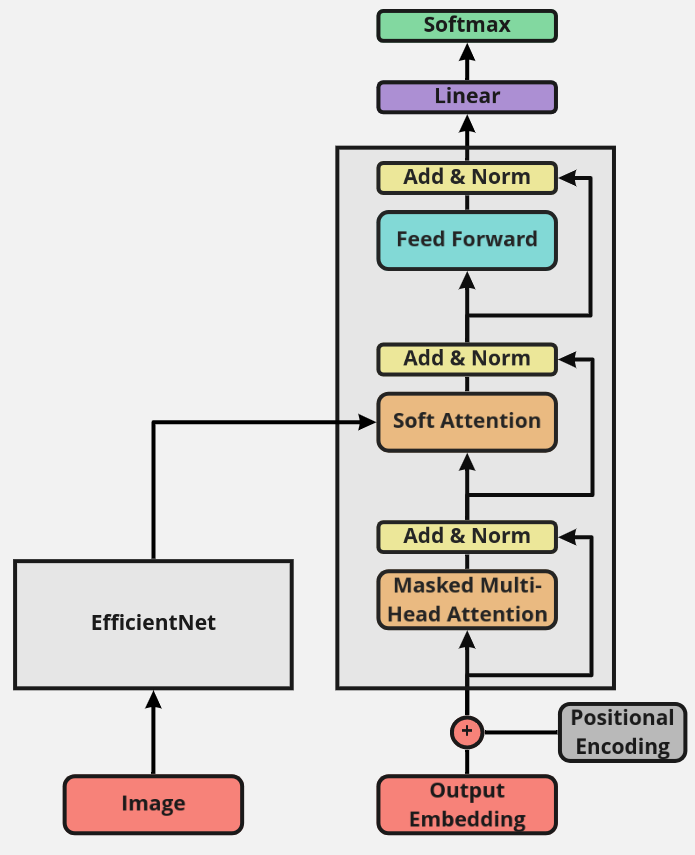 Softmax
Linear
Add & Norm
Feed Forward
Add & Norm
Soft Attention
Add & Norm
Masked Multi-
Head Attention
EfficientNet
+
Positional
Encoding
Image
Output
Embedding